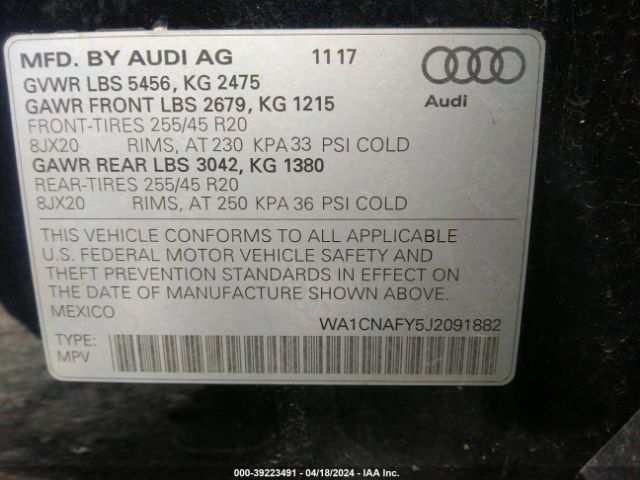 MFD. BY AUDI AG 11 17
GVWR LBS 5456, KG 2475
GAWR FRONT LBS 2679, KG 1215
FRONT-TIRES 255/45 R20
8JX20 RIMS, AT 230 KPA 33 PSI COLD
GAWR REAR LBS 3042, KG 1380
REAR-TIRES 255/45 R20
8JX20 RIMS, AT 250 KPA 36 PSI COLD
Audi
THIS VEHICLE CONFORMS TO ALL APPLICABLE
U.S. FEDERAL MOTOR VEHICLE SAFETY AND
THEFT PREVENTION STANDARDS IN EFFECT ON
THE DATE OF MANUFACTURE SHOWN ABOVE.
MEXICO
WA1CNAFY5J2091882
TYPE:
MPV
000-39223491 - 04/18/2024 - IAA Inc.